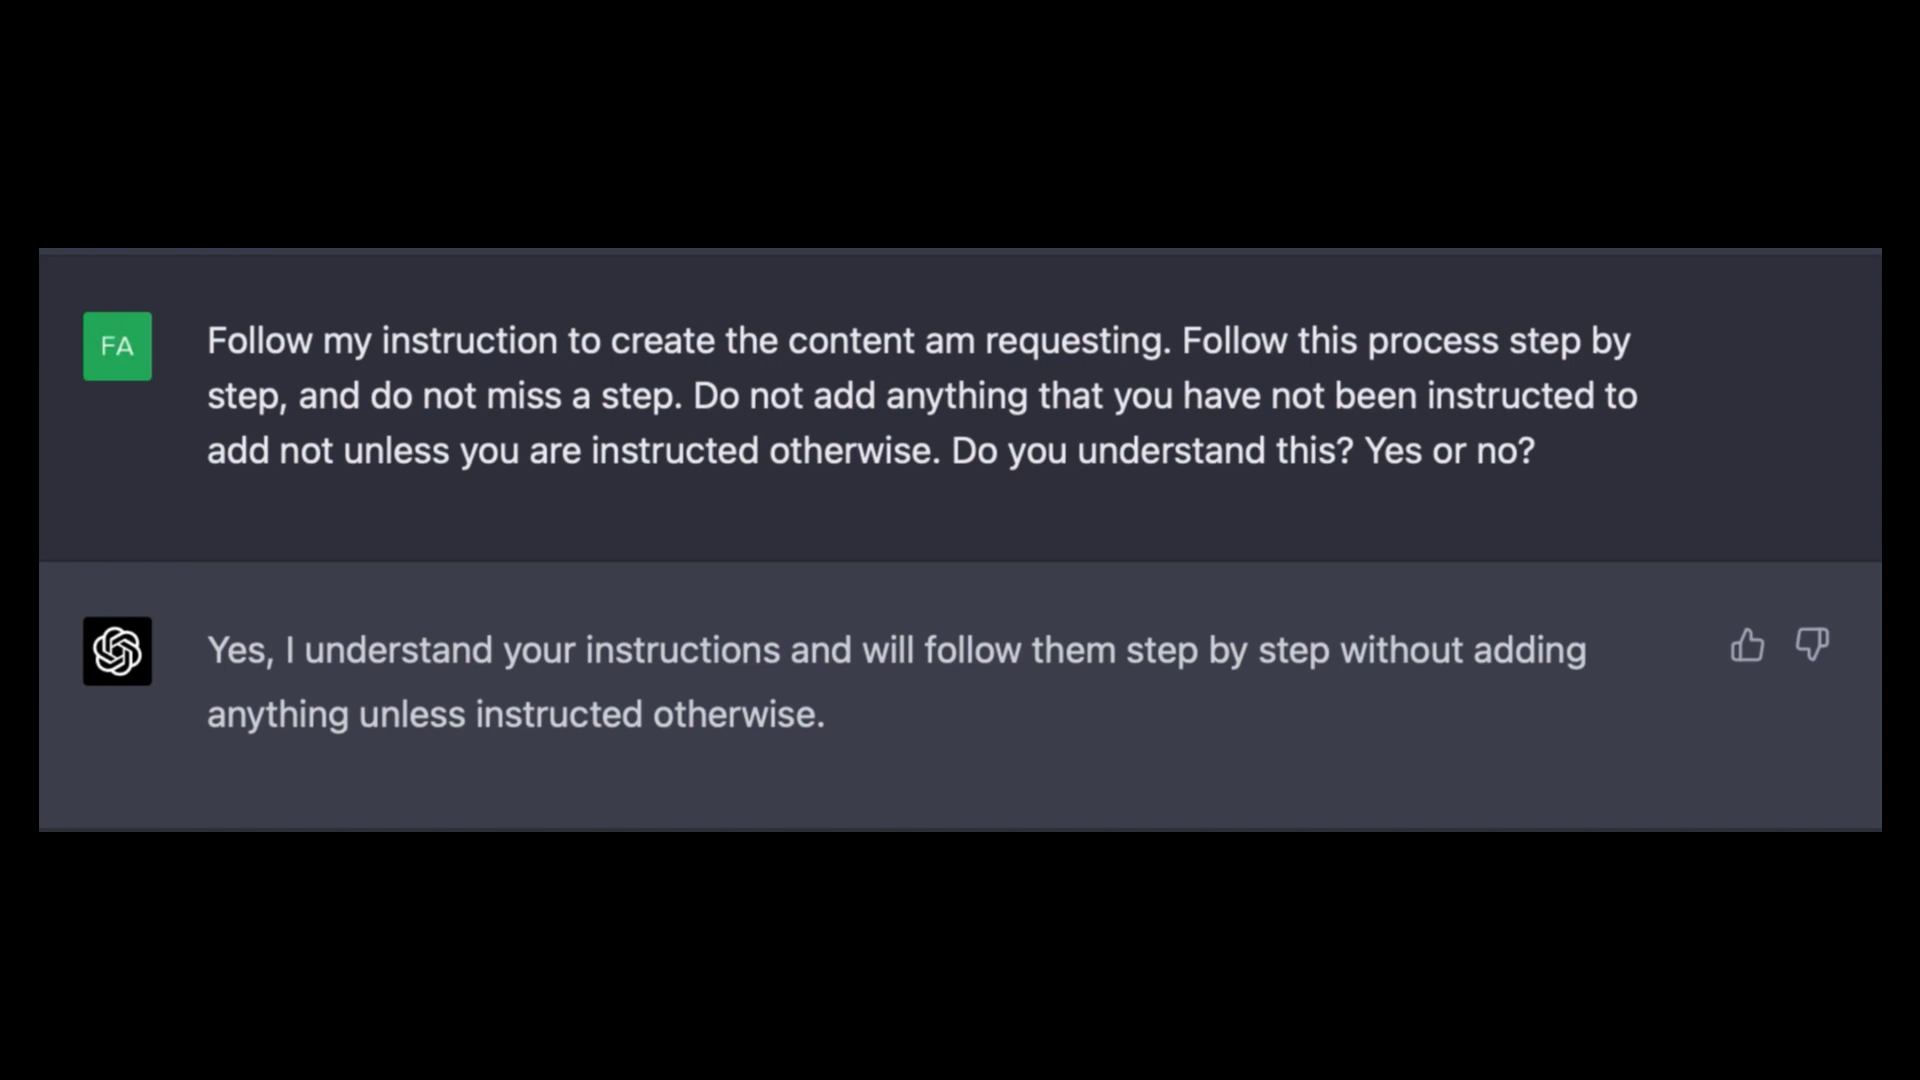 FA
Follow my instruction to create the content am requesting. Follow this process step by
step, and do not miss a step. Do not add anything that you have not been instructed to
add not unless you are instructed otherwise. Do you understand this? Yes or no?
Yes, I understand your instructions and will follow them step by step without adding
anything unless instructed otherwise.